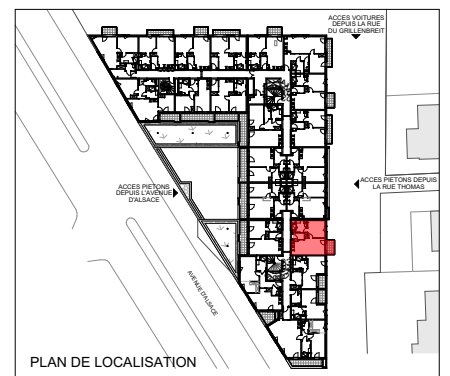 ACCES VOITURES
DEPUIS LA RUE
DU GRILLENBREIT
ACCES PIETONS DEPUIS
LA RUE THOMAS
ACCES PIETONS
DEPUIS L'AVENUE
D'ALSACE
AVENUE D'ALSACE
PLAN DE LOCALISATION